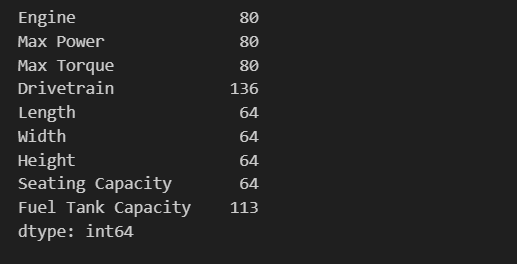 Engine 80
Max Power 80
Max Torque 80
Drivetrain 136
Length 64
Width 64
Height 64
Seating Capacity 64
Fuel Tank Capacity 113
dtype: int64